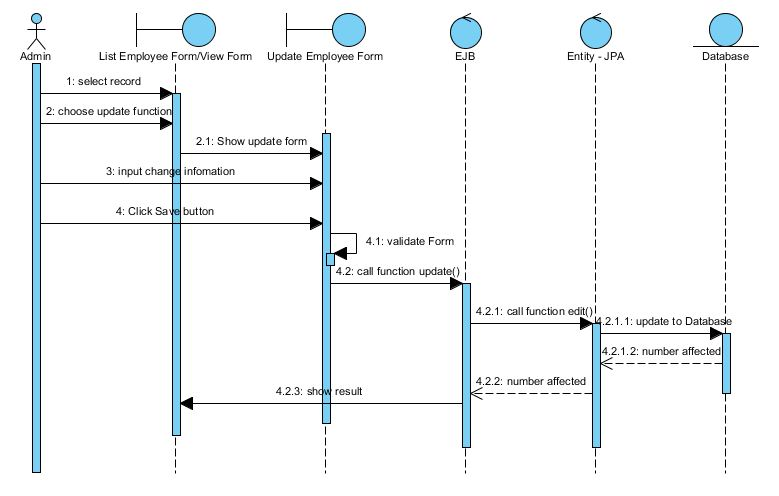 Admin
List Employee Form/View Form
Update Employee Form
EJB
Entity - JPA
Database
1: select record
2: choose update function
2.1: Show update form
3: input change infomation
4: Click Save button
4.1: validate Form
4.2: call function update()
4.2.1: call function edit()
4.2.1.1: update to Database
4.2.1.2: number affected
4.2.2: number affected
4.2.3: show result